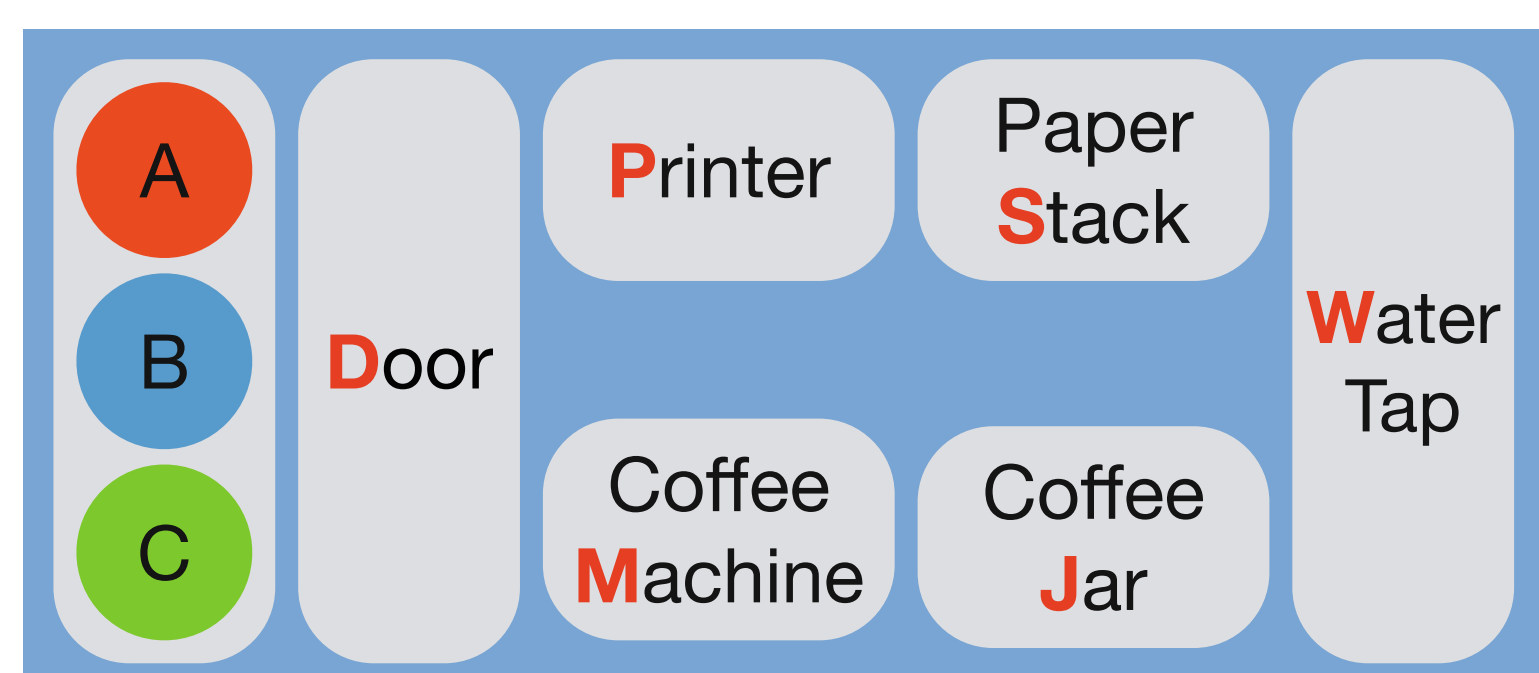 A
B
C
Door
Printer
Paper
Stack
Coffee
Machine
Coffee
Jar
Water
Tap